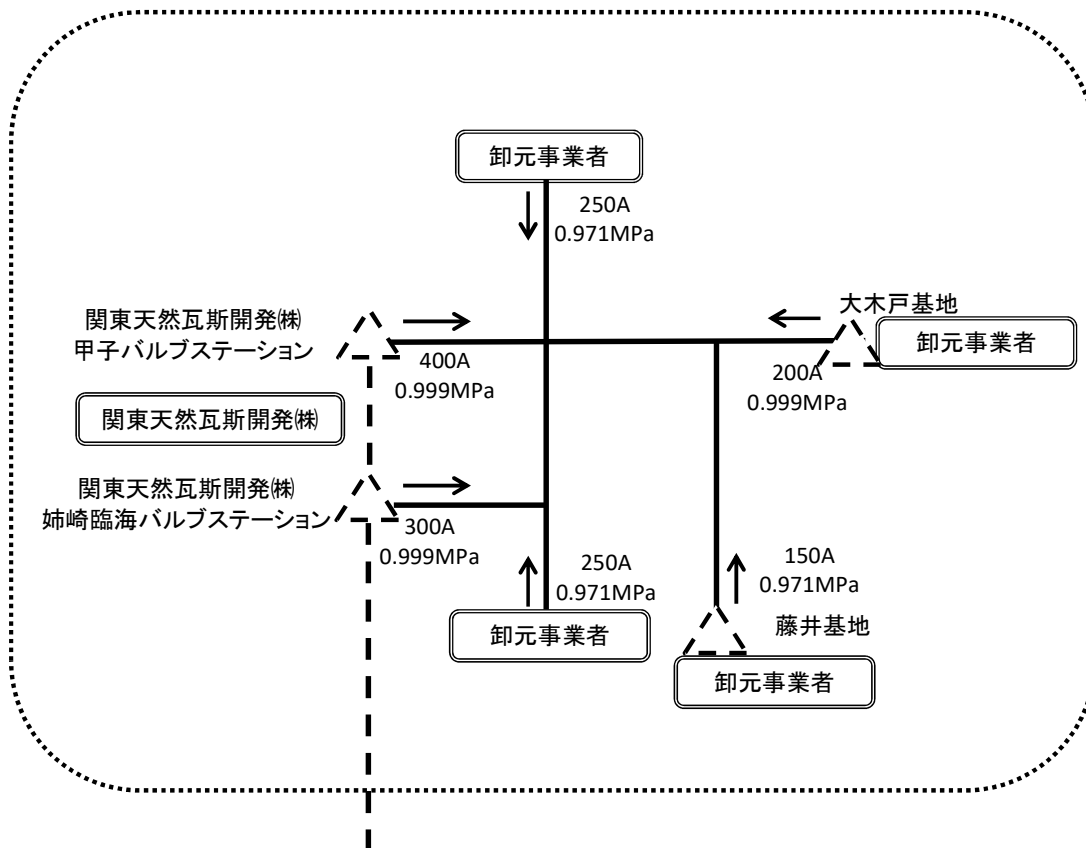 卸元事業者
250A
0.971MPa
関東天然瓦斯開発㈱
甲子バルブステーション
400A
0.999MPa
大木戸基地
卸元事業者
200A
0.999MPa
関東天然瓦斯開発㈱
関東天然瓦斯開発㈱
姉崎臨海バルブステーション
300A
0.999MPa
250A
0.971MPa
卸元事業者
150A
0.971MPa
藤井基地
卸元事業者